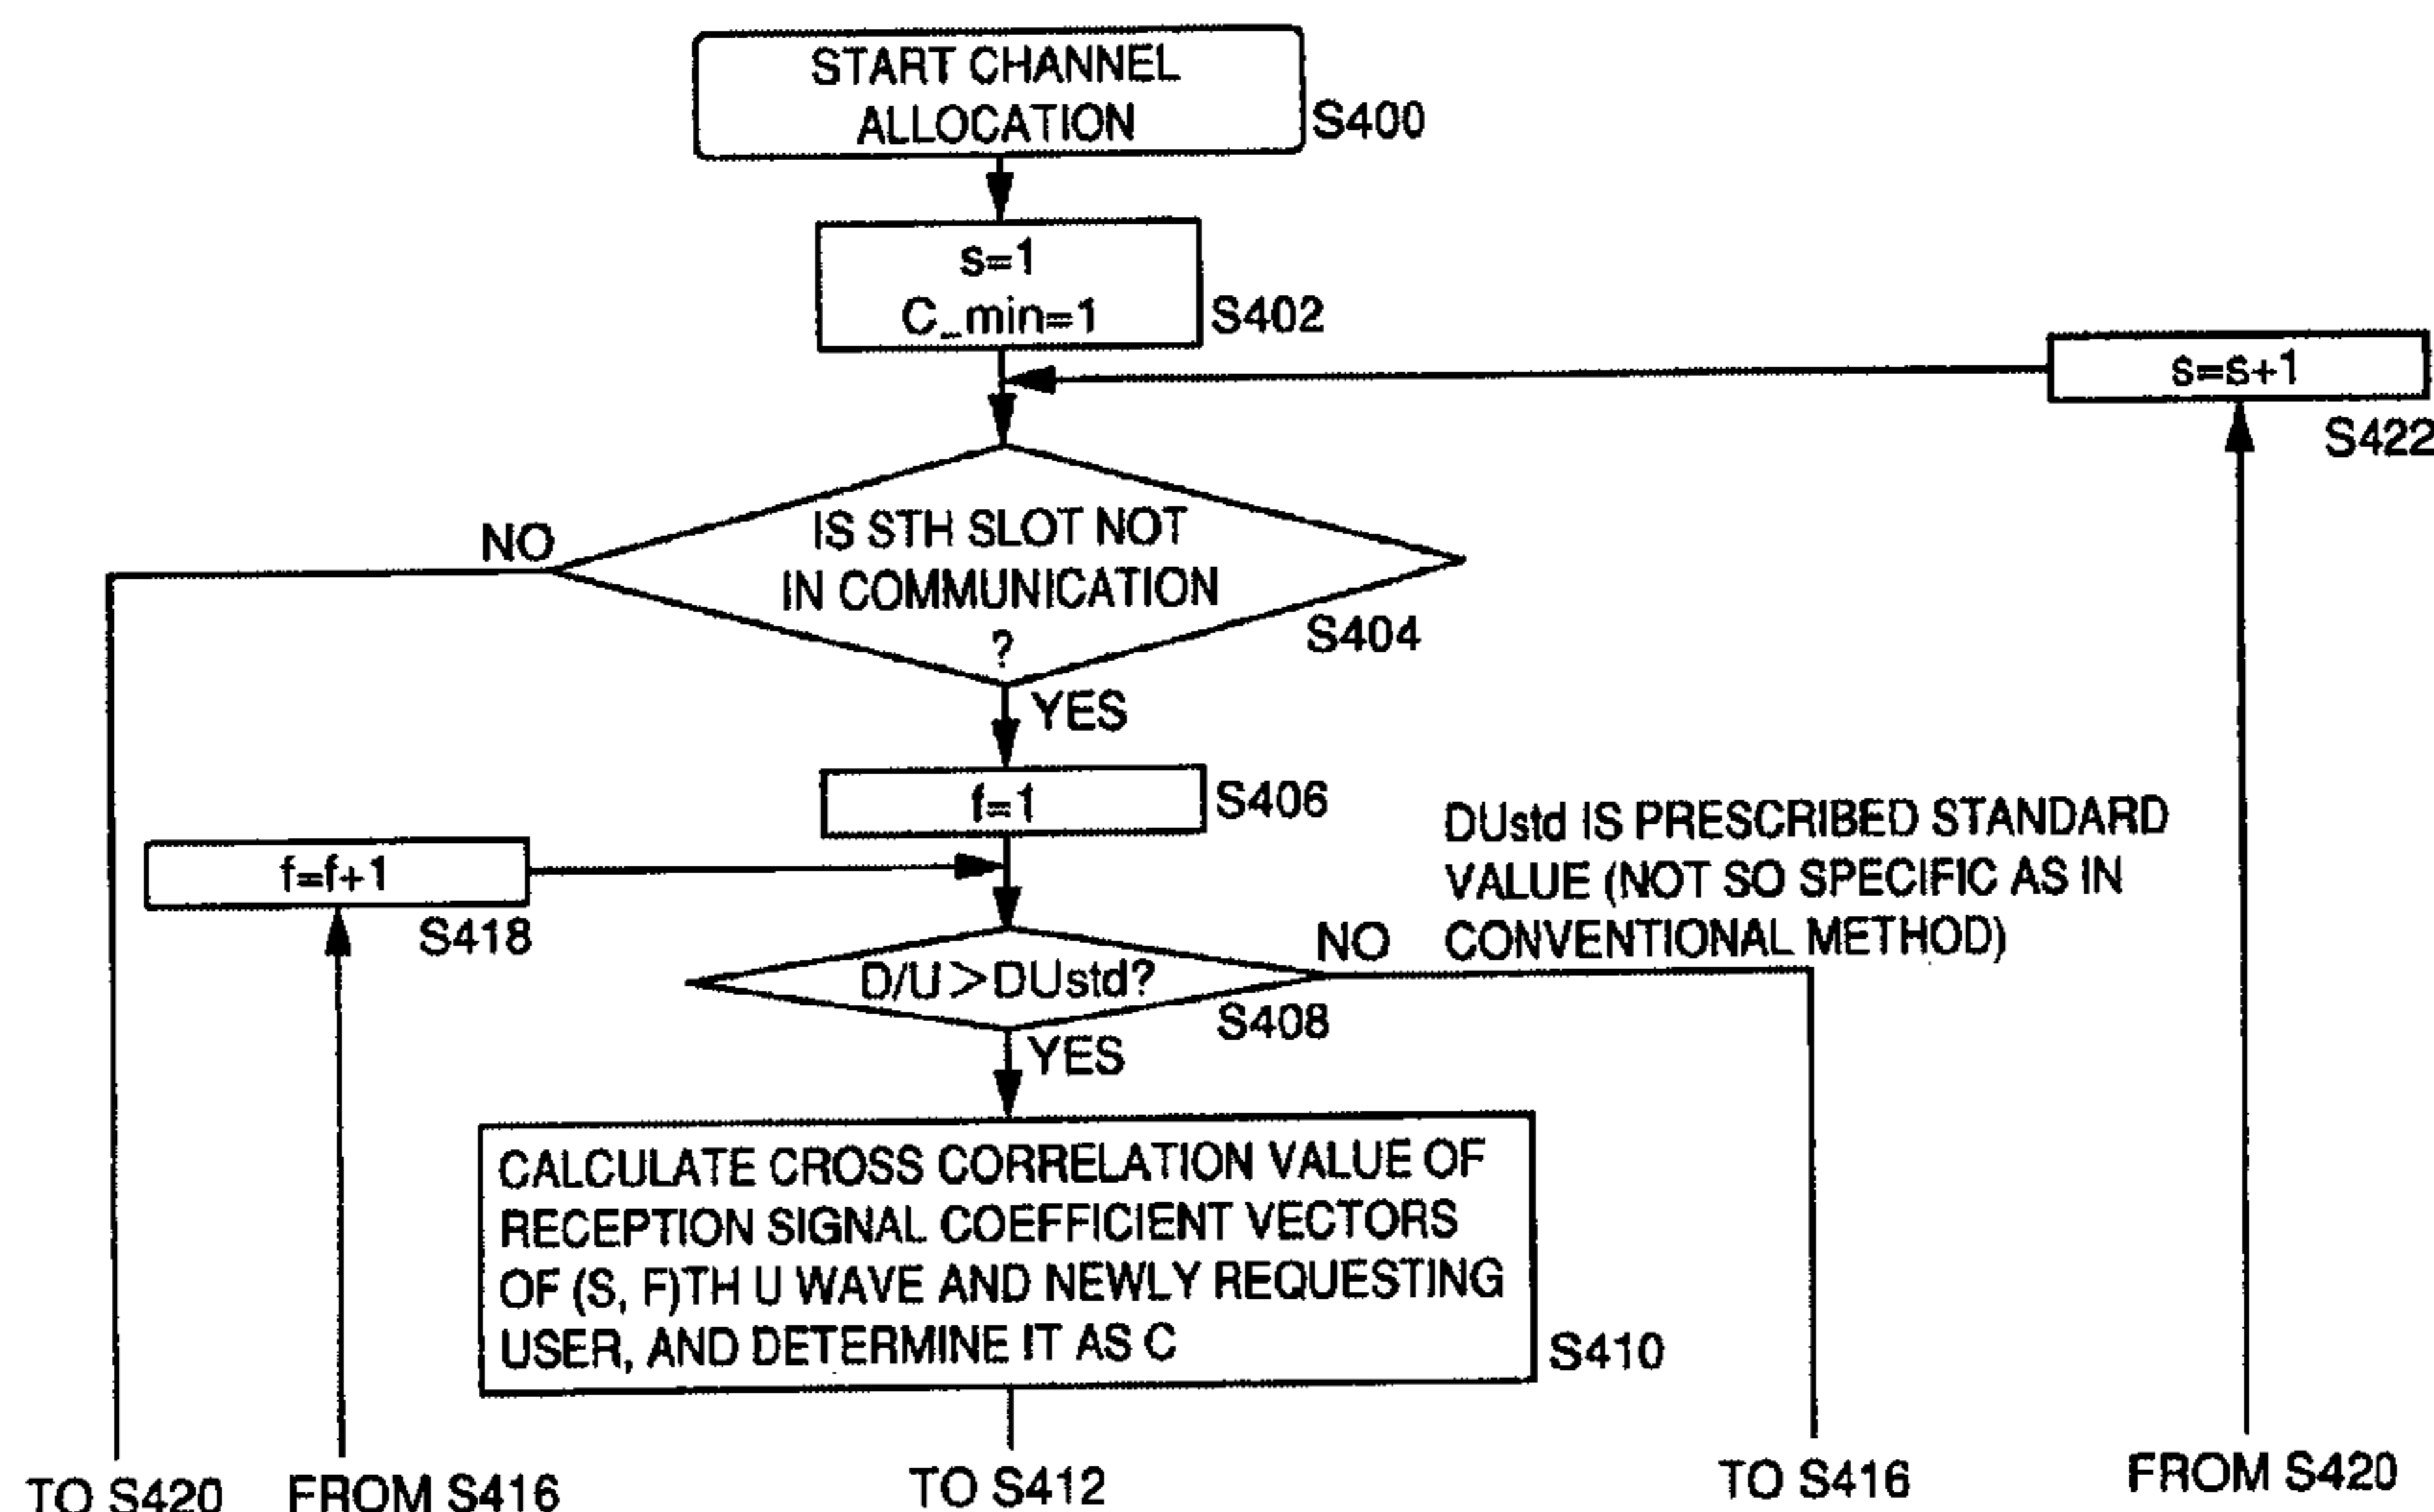 START CHANNEL
ALLOCATION
S400
s=1
C_min=1
S402
s=s+1
S422
IS STH SLOT NOT
IN COMMUNICATION
?
S404
NO
YES
f=1
S406
f=f+1
S418
DUstd IS PRESCRIBED STANDARD
VALUE (NOT SO SPECIFIC AS IN
CONVENTIONAL METHOD)
NO
D/U>DUstd?
S408
YES
CALCULATE CROSS CORRELATION VALUE OF
RECEPTION SIGNAL COEFFICIENT VECTORS
OF (S, F)TH U WAVE AND NEWLY REQUESTING
USER, AND DETERMINE IT AS C
S410
TO S420
FROM S416
TO S412
TO S416
FROM S420